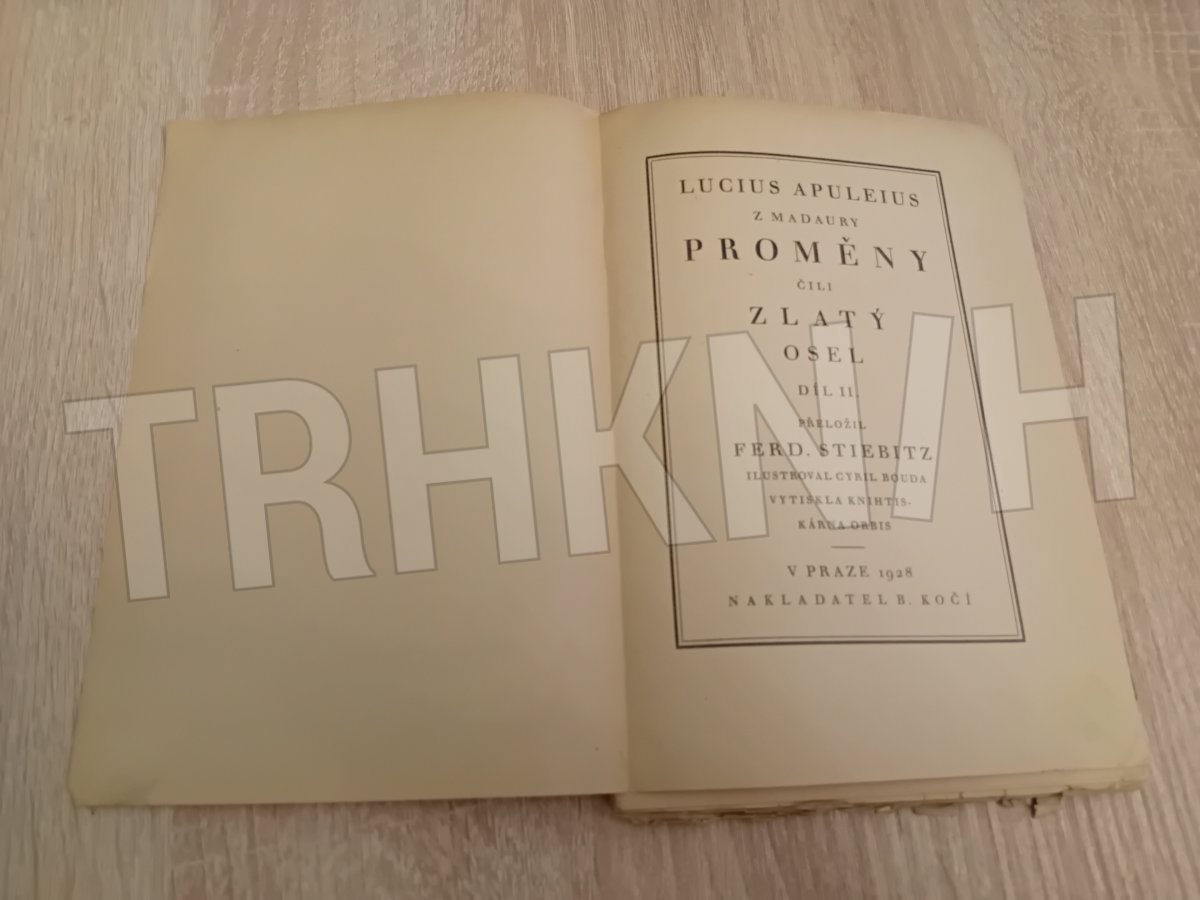 LUCIUS APULEIUS
Z MADAURY
PROMĚNY
ČILI
ZLATÝ
OSEL
DÍL II.
PŘELOŽIL
FERD. STIEBITZ
ILUSTROVAL CYRIL BOUDA
VYTISKLA KNIHTIS-
KÁRNA ORBIS
V PRAZE 1928
NAKLADATEL B. KOČÍ
TRHKNIH